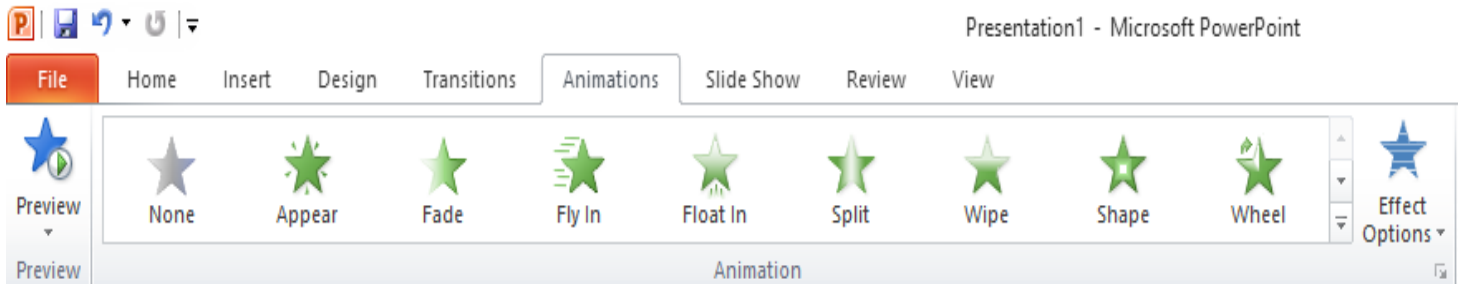 Presentation1 - Microsoft PowerPoint
File Home Insert Design Transitions Animations Slide Show Review View
Preview
None Appear Fade Fly In Float In Split Wipe Shape Wheel
Effect
Options
Preview Animation